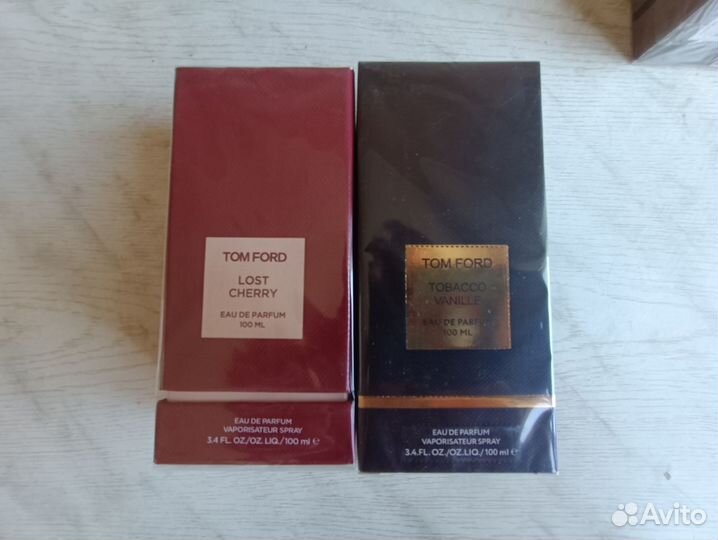 TOM FORD
LOST
CHERRY
EAU DE PARFUM
100 ML
EAU DE PARFUM
VAPORISATEUR SPRAY
3.4 FL. OZ./OZ. LIQ./100 ml e
TOM FORD
TOBACCO
VANILLE
EAU DE PARFUM
100 ML
EAU DE PARFUM
VAPORISATEUR SPRAY
3.4.FL. OZ./OZ.LIQ./100 ml e
Avito